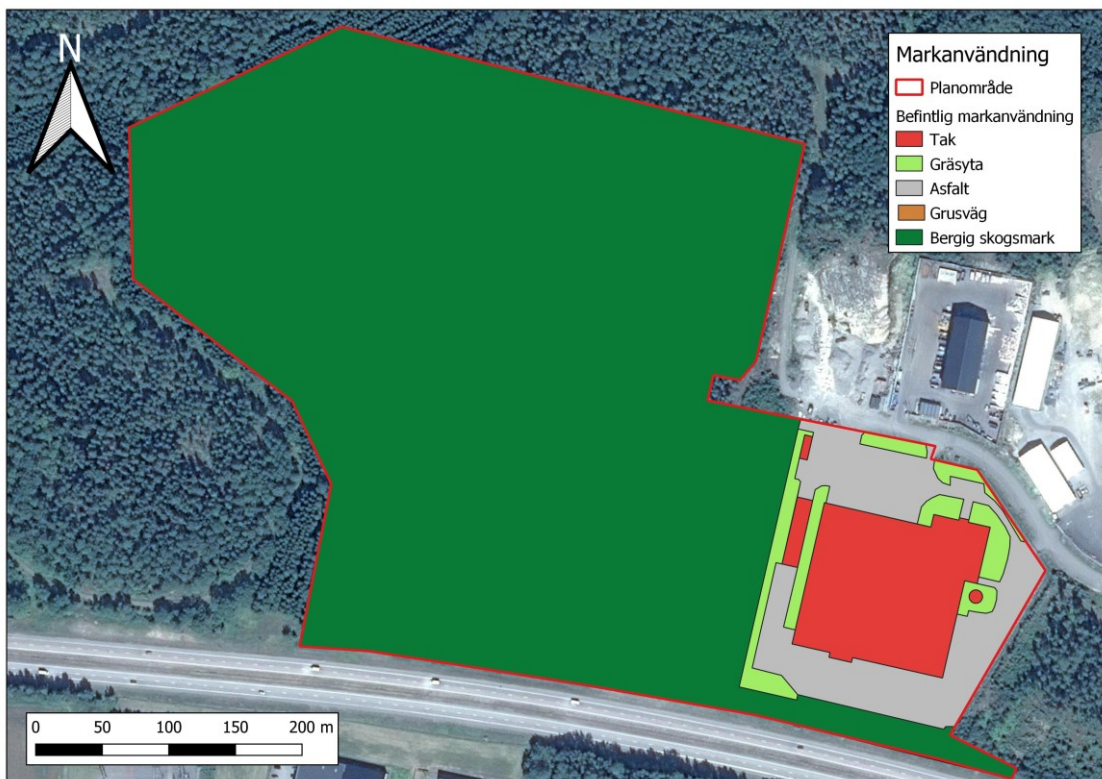 N
Markanvändning
Planområde
Befintlig markanvändning
Tak
Gräsyta
Asfalt
Grusväg
Bergig skogsmark
0 50 100 150 200 m